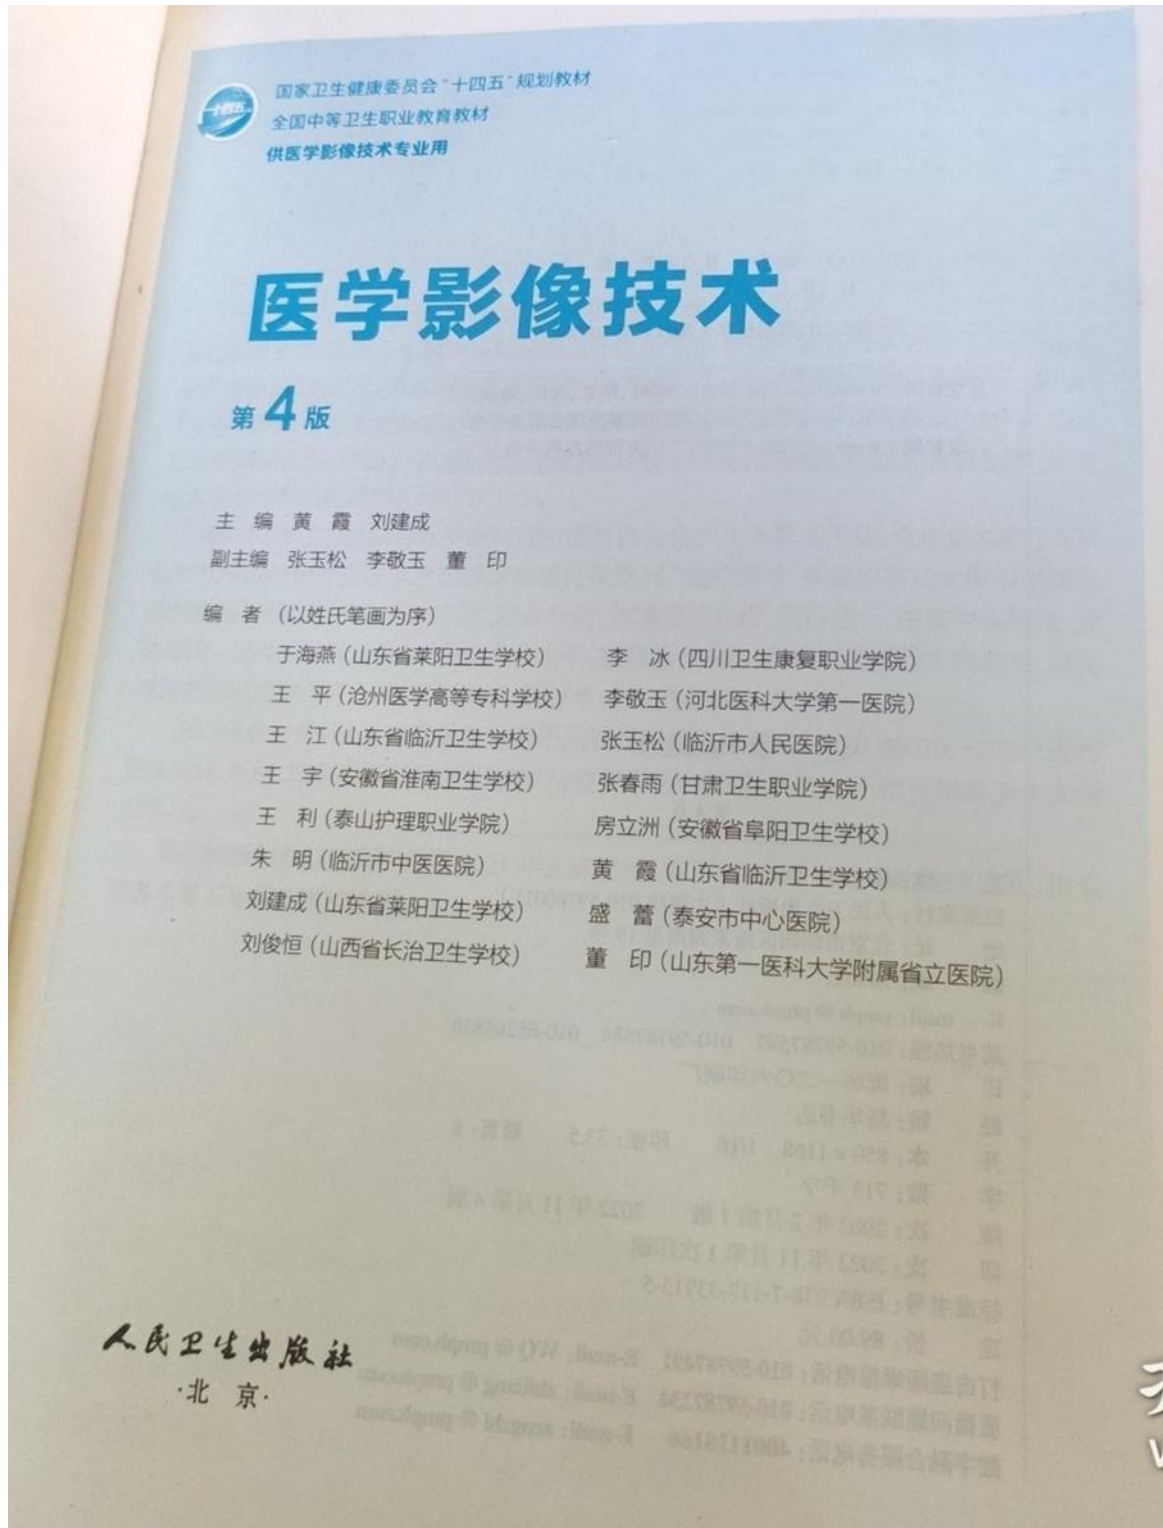 国家卫生健康委员会“十四五”规划教材
十四五
全国中等卫生职业教育教材
供医学影像技术专业用
医学影像技术
第4版
主 编 黄 霞 刘建成
副主编 张玉松 李敬玉 董 印
编 者 (以姓氏笔画为序)
于海燕(山东省莱阳卫生学校) 李 冰(四川卫生康复职业学院)
王 平(沧州医学高等专科学校) 李敬玉(河北医科大学第一医院)
王 江(山东省临沂卫生学校) 张玉松(临沂市人民医院)
王 宇(安徽省淮南卫生学校) 张春雨(甘肃卫生职业学院)
王 利(泰山护理职业学院) 房立洲(安徽省阜阳卫生学校)
朱 明(临沂市中医医院) 黄 霞(山东省临沂卫生学校)
刘建成(山东省莱阳卫生学校) 盛 蕾(泰安市中心医院)
刘俊恒(山西省长治卫生学校) 董 印(山东第一医科大学附属省立医院)
人民卫生出版社
·北 京·